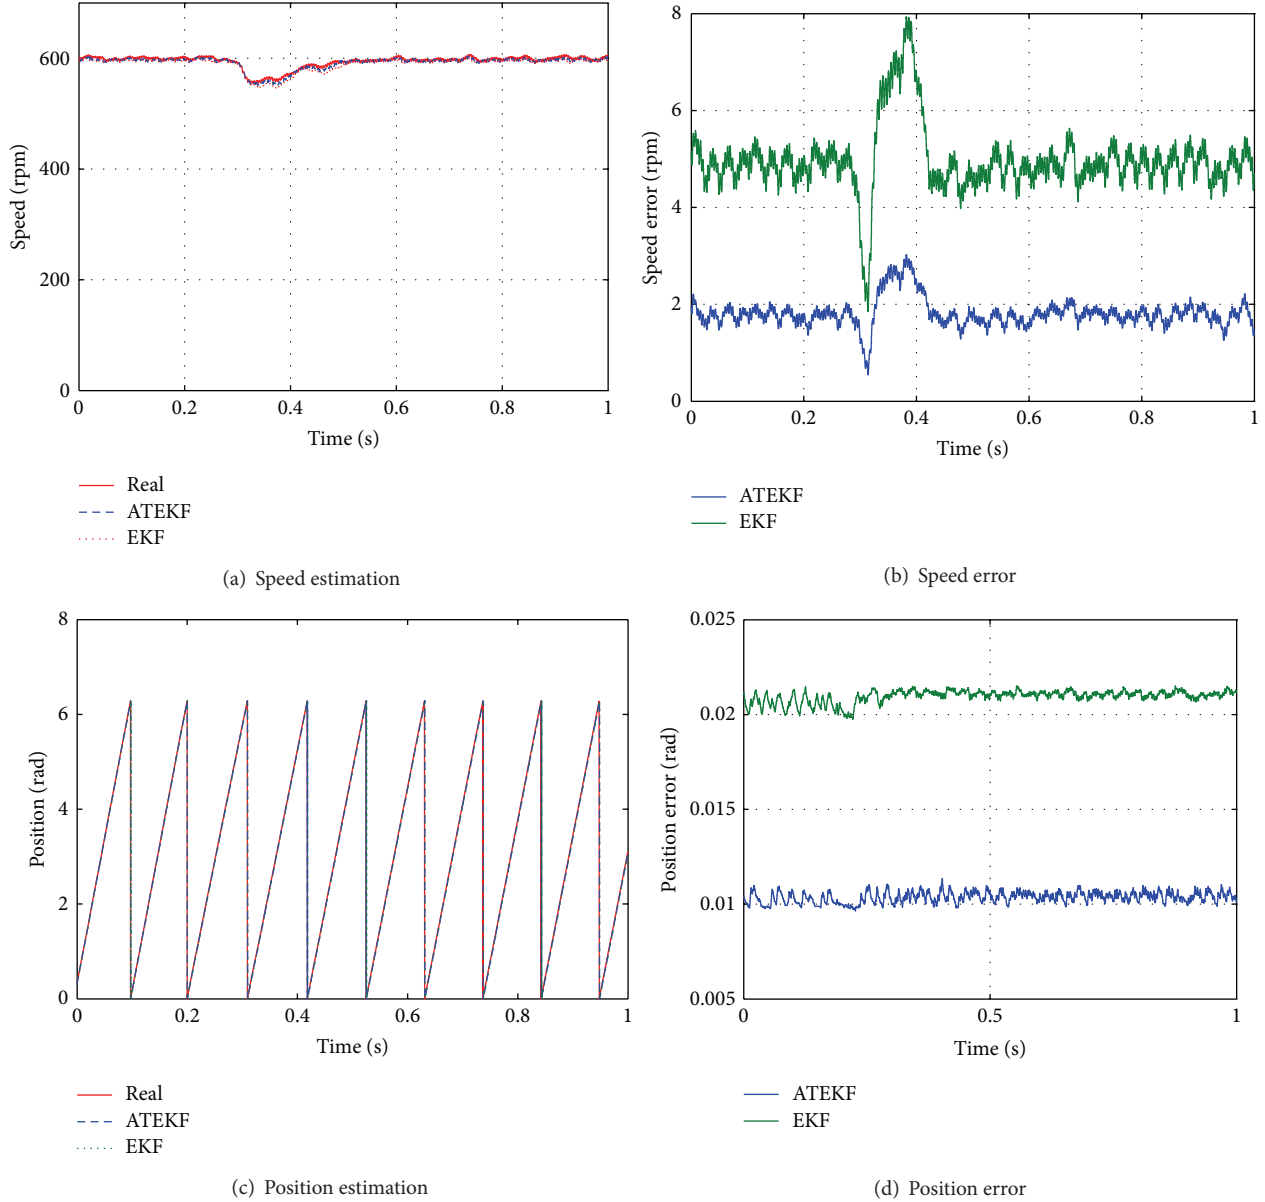 600
400
200
0
Speed (rpm)
0 0.2 0.4 0.6 0.8 1
Time (s)
Real
ATEKF
EKF
(a) Speed estimation
8
6
4
2
0
Speed error (rpm)
0 0.2 0.4 0.6 0.8 1
Time (s)
ATEKF
EKF
(b) Speed error
8
6
4
2
0
Position (rad)
0 0.2 0.4 0.6 0.8 1
Time (s)
Real
ATEKF
EKF
(c) Position estimation
0.025
0.02
0.015
0.01
0.005
Position error (rad)
0 0.5 1
Time (s)
ATEKF
EKF
(d) Position error